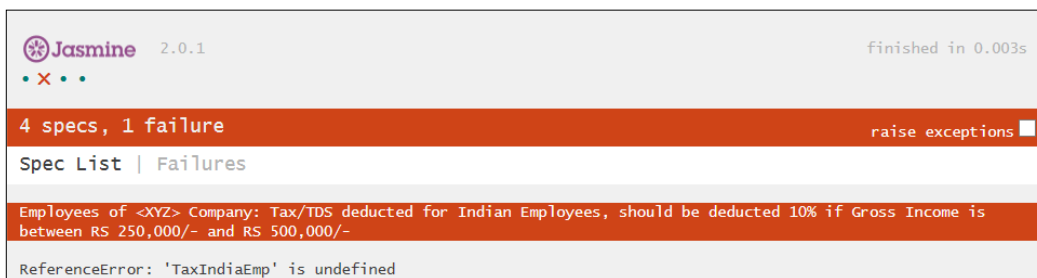 Jasmine 2.0.1 finished in 0.003s
• × • •
4 specs, 1 failure raise exceptions
Spec List | Failures
Employees of <XYZ> Company: Tax/TDS deducted for Indian Employees, should be deducted 10% if Gross Income is
between RS 250,000/- and RS 500,000/-
ReferenceError: 'TaxIndiaEmp' is undefined